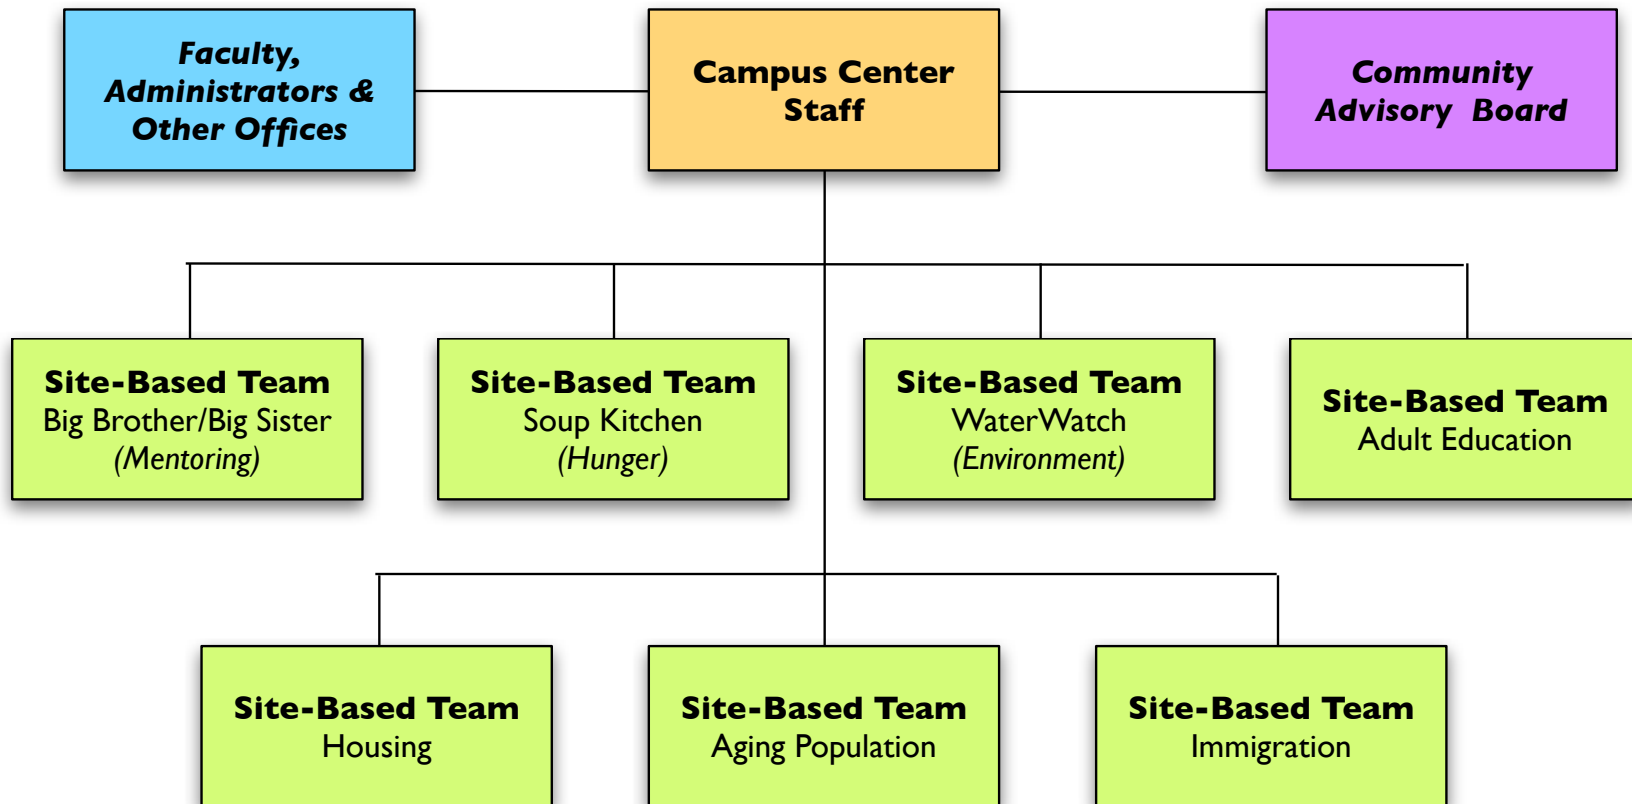 Faculty,
Administrators &
Other Offices
Campus Center
Staff
Community
Advisory Board
Site-Based Team
Big Brother/Big Sister
(Mentoring)
Site-Based Team
Soup Kitchen
(Hunger)
Site-Based Team
WaterWatch
(Environment)
Site-Based Team
Adult Education
Site-Based Team
Housing
Site-Based Team
Aging Population
Site-Based Team
Immigration